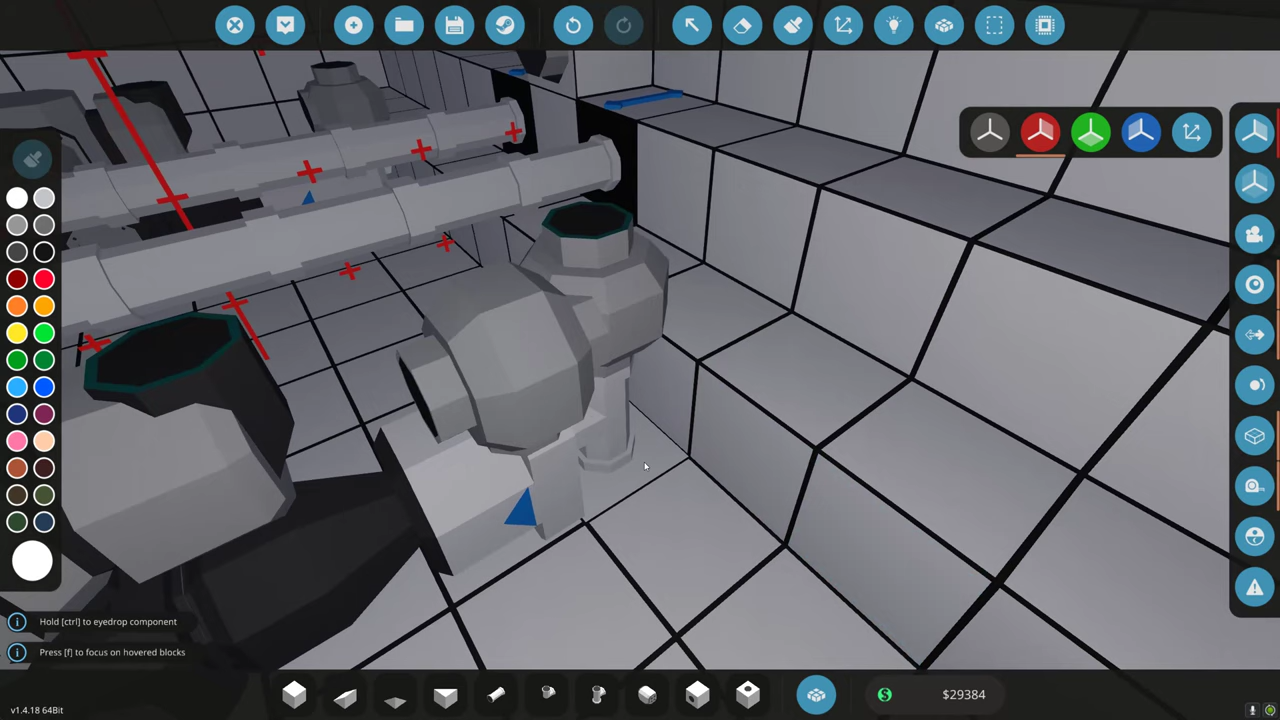 Hold [ctrl] to eyedrop component
Press [f] to focus on hovered blocks
$29384
v1.4.18 64Bit